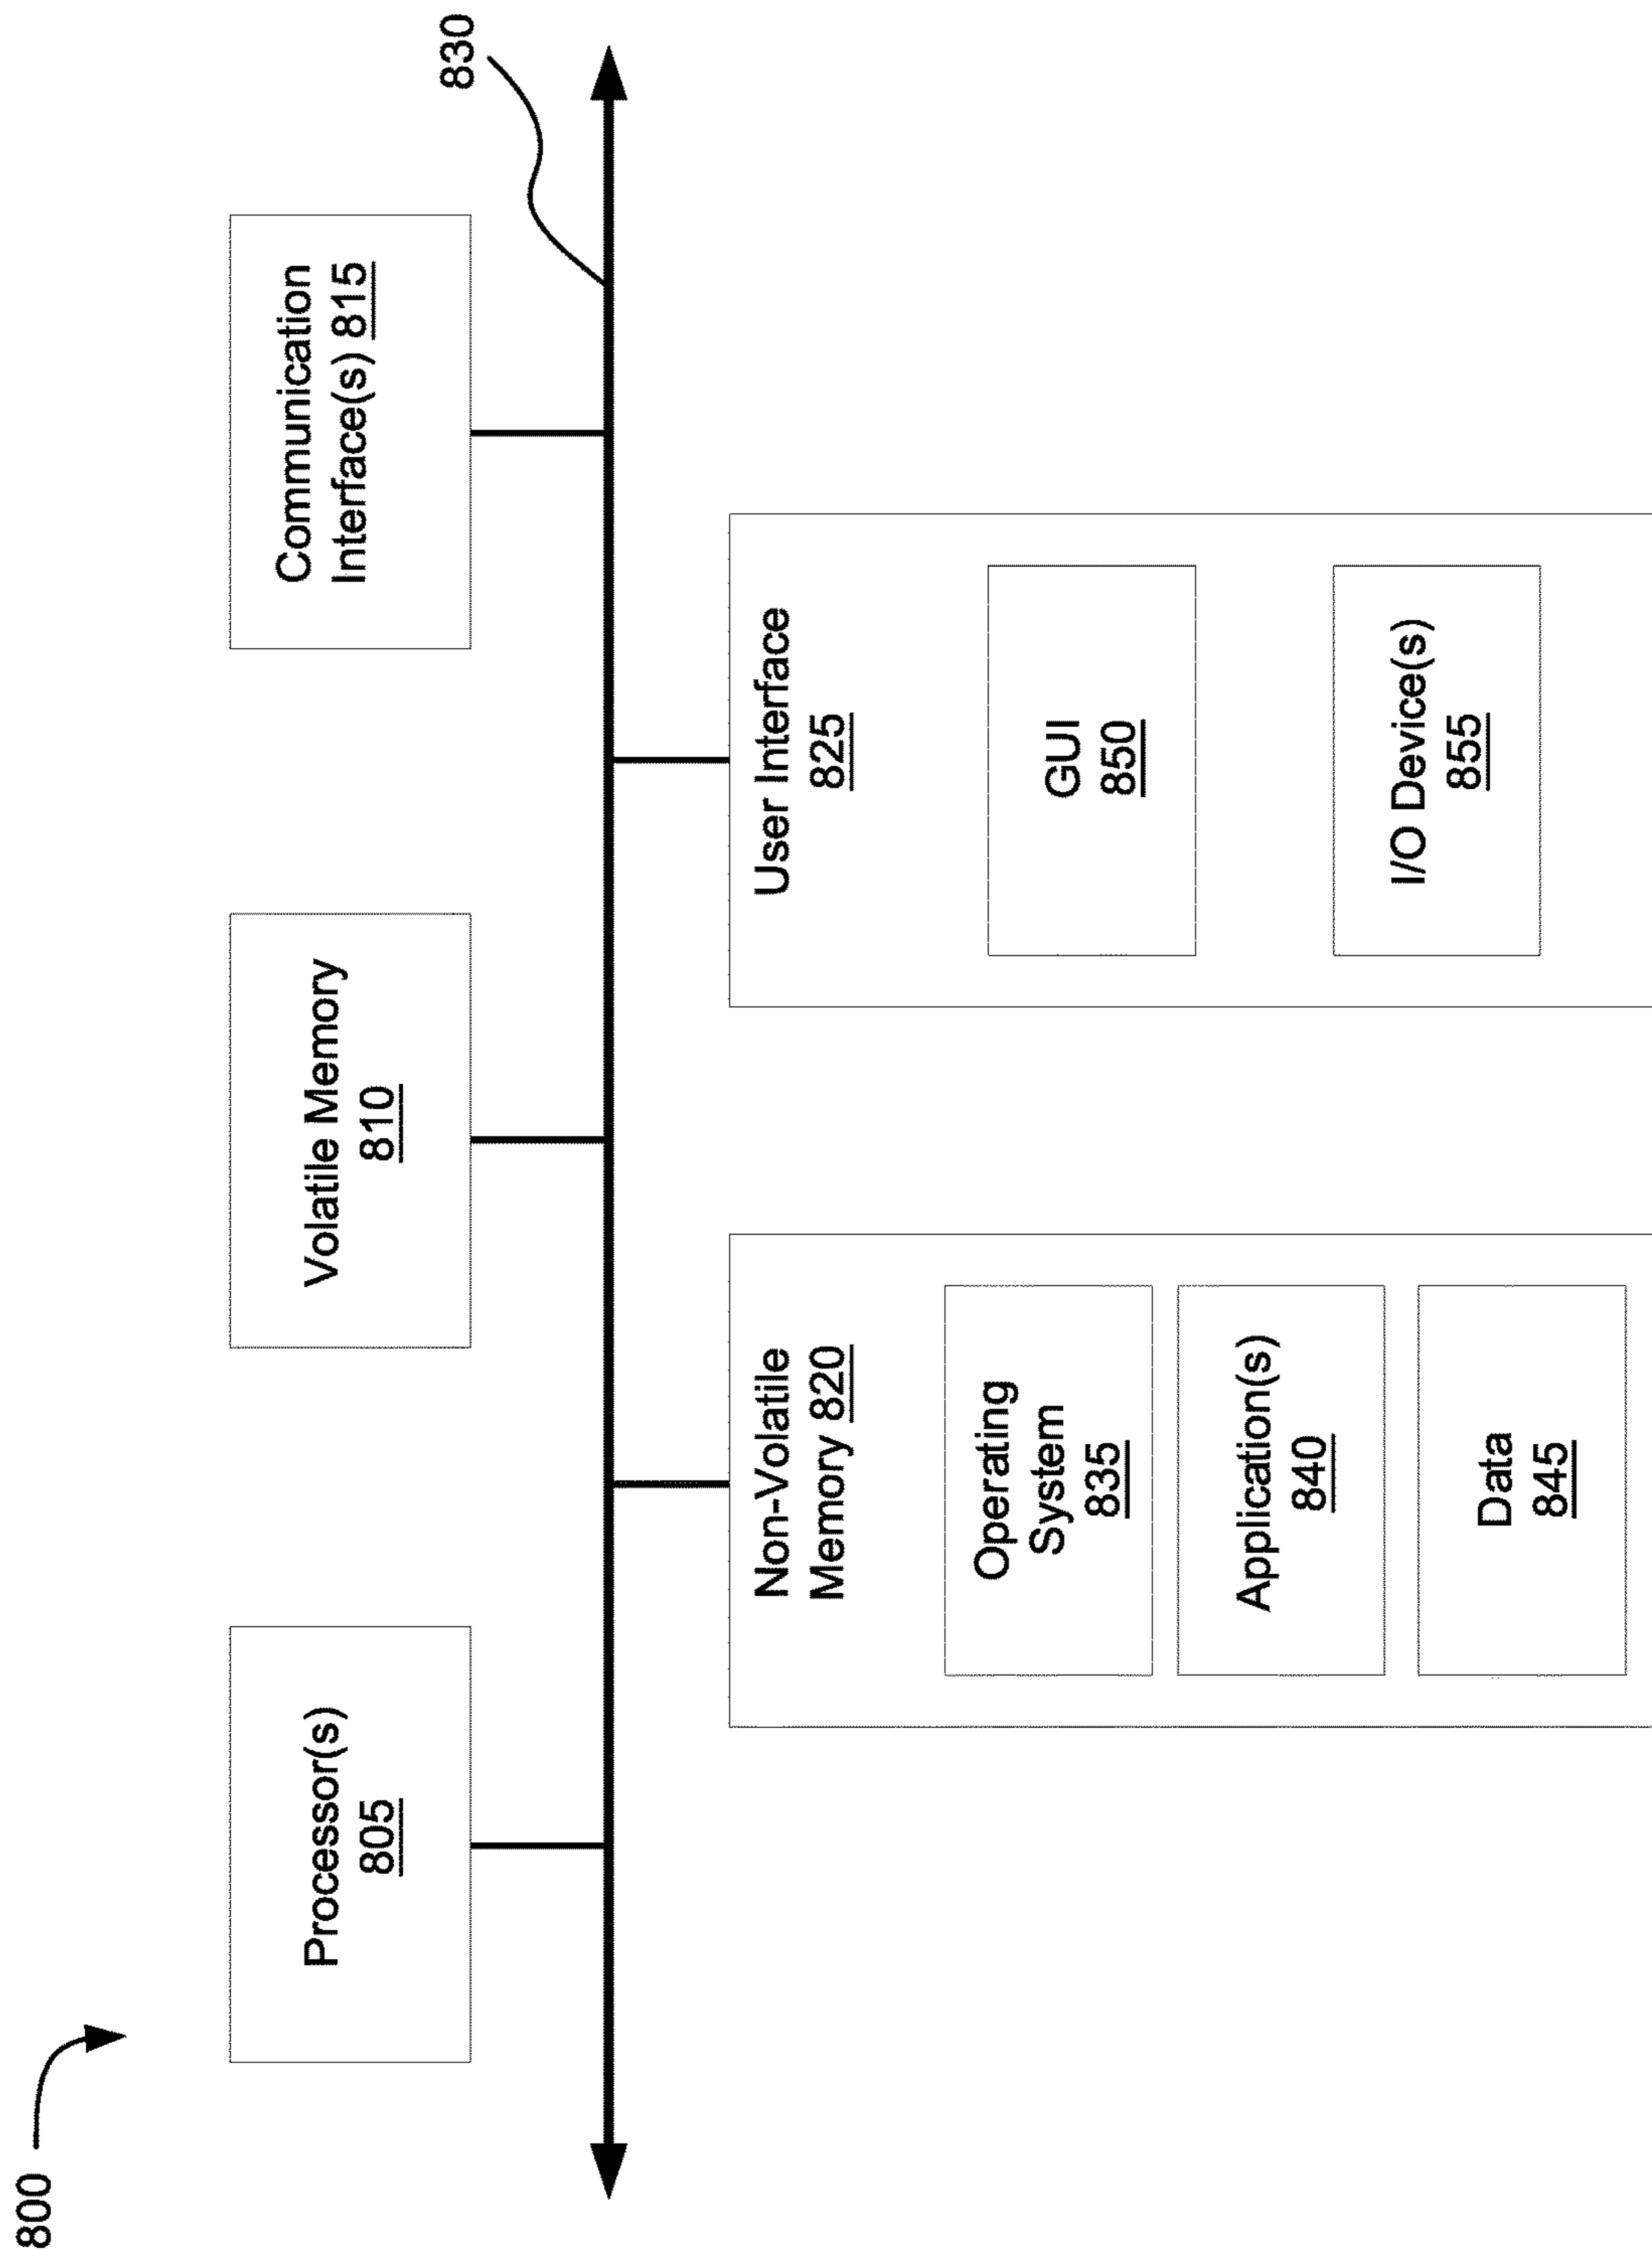 800
Processor(s)
805
Volatile Memory
810
Communication
Interface(s) 815
830
Non-Volatile
Memory 820
Operating
System
835
Application(s)
840
Data
845
User Interface
825
GUI
850
I/O Device(s)
855